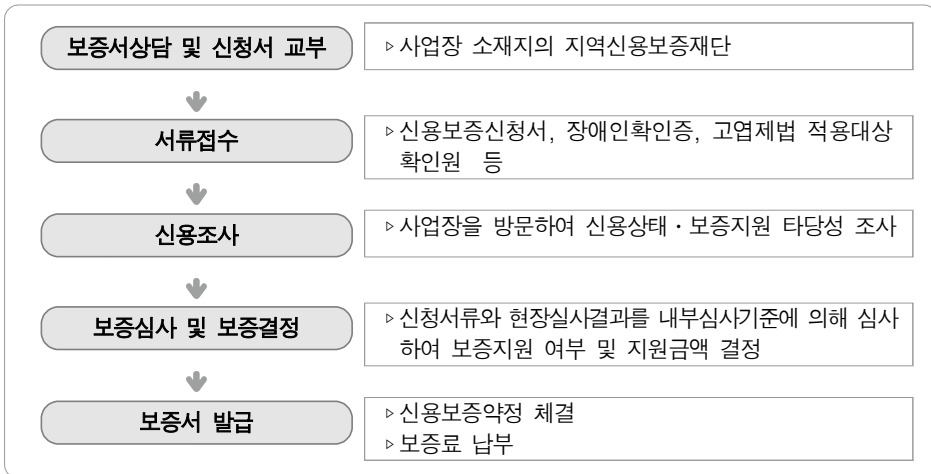 보증서상담 및 신청서 교부
▹사업장 소재지의 지역신용보증재단
서류접수
▹신용보증신청서, 장애인확인증, 고엽제법 적용대상
확인원 등
신용조사
▹사업장을 방문하여 신용상태・보증지원 타당성 조사
보증심사 및 보증결정
▹신청서류와 현장실사결과를 내부심사기준에 의해 심사
하여 보증지원 여부 및 지원금액 결정
보증서 발급
▹신용보증약정 체결
▹보증료 납부